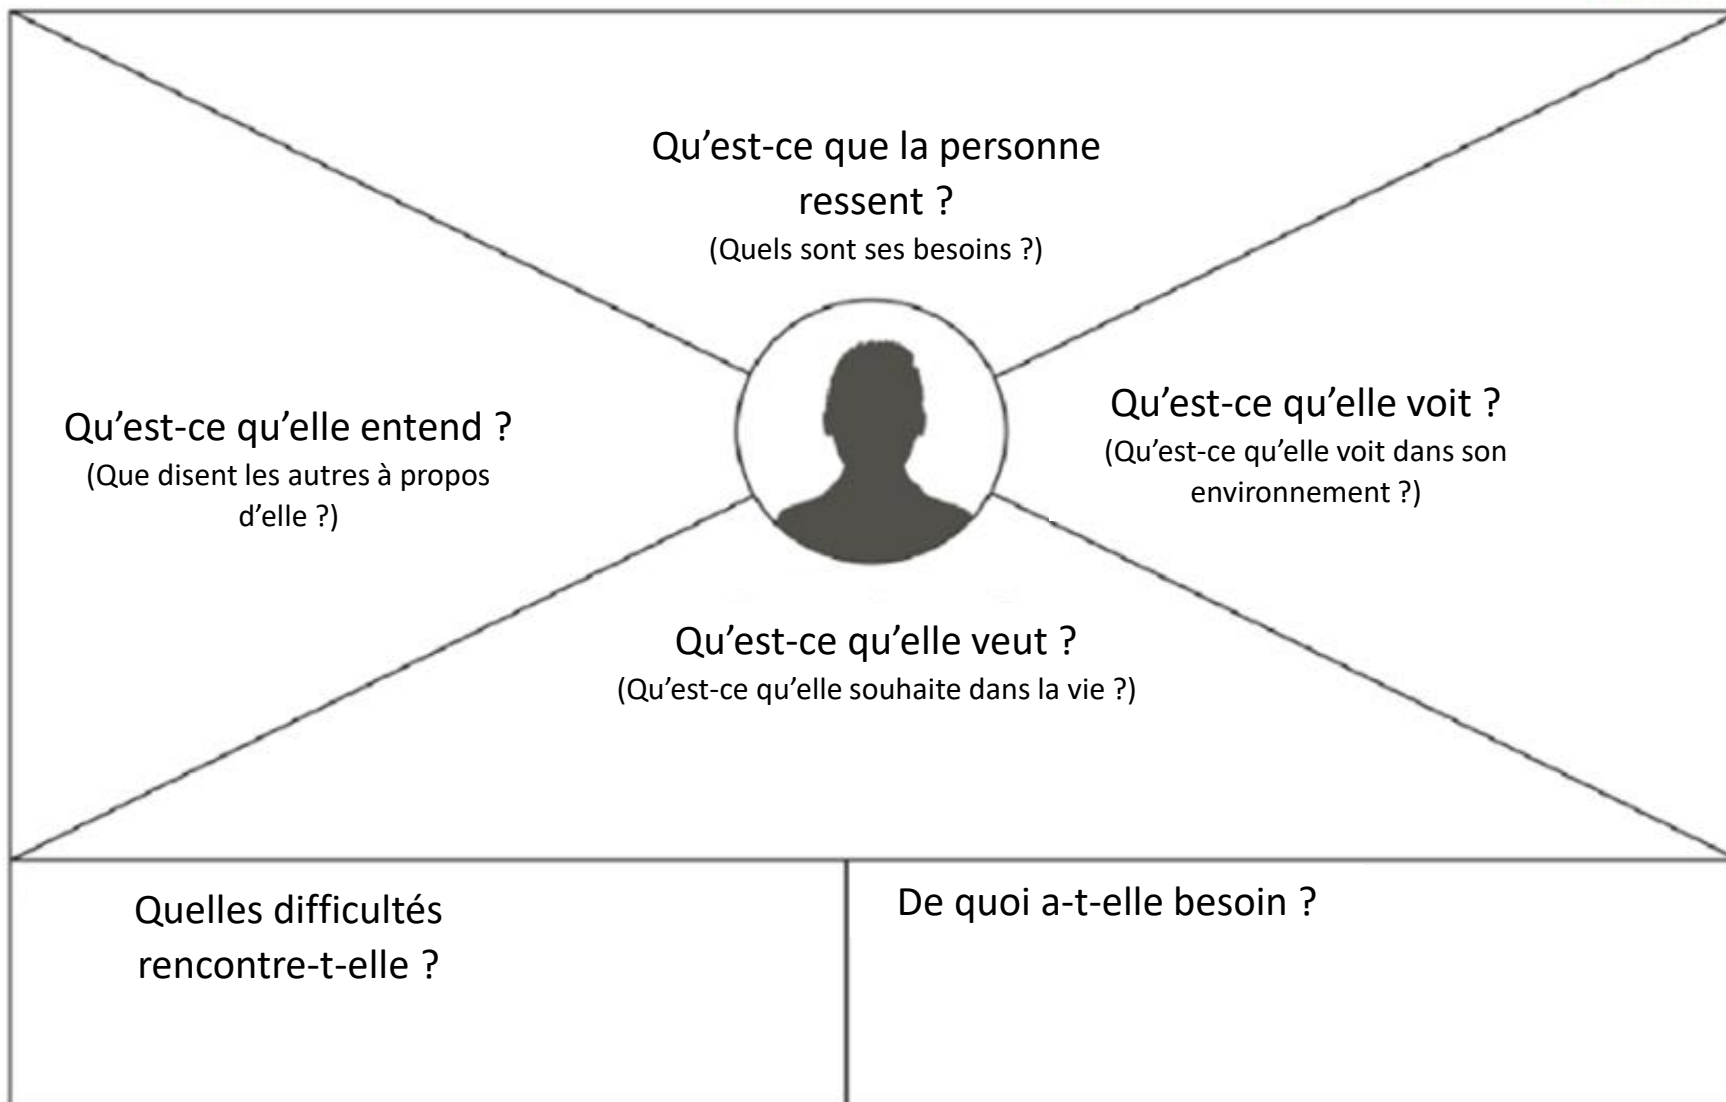 Qu’est-ce que la personne
ressent ?
(Quels sont ses besoins ?)
Qu’est-ce qu’elle entend ?
(Que disent les autres à propos
d’elle ?)
Qu’est-ce qu’elle voit ?
(Qu’est-ce qu’elle voit dans son
environnement ?)
Qu’est-ce qu’elle veut ?
(Qu’est-ce qu’elle souhaite dans la vie ?)
Quelles difficultés
rencontre-t-elle ?
De quoi a-t-elle besoin ?